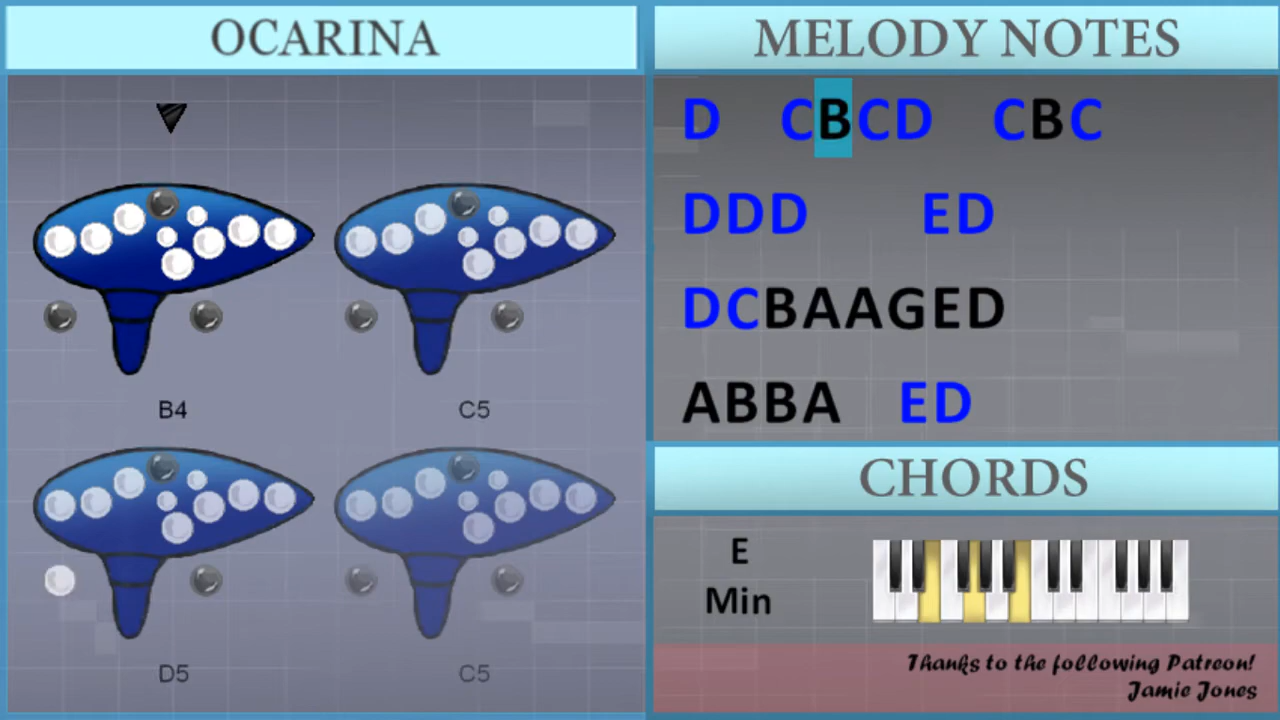 OCARINA
B4 C5
D5 C5
MELODY NOTES
D CBCD CBC
DDD ED
DCBAAGED
ABBA ED
CHORDS
E
Min
Thanks to the following Patreon!
Jamie Jones